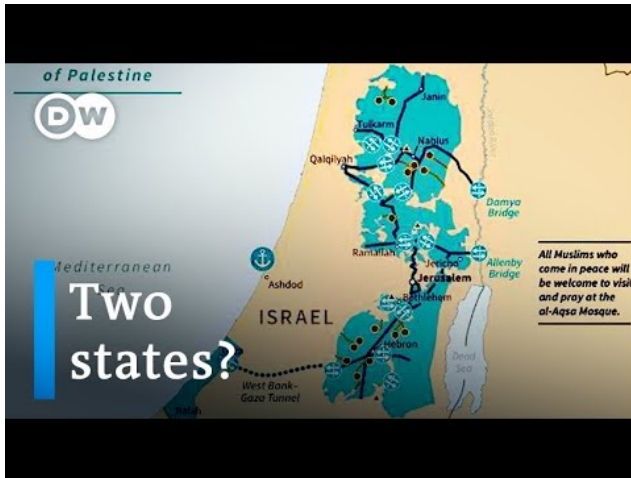 of Palestine
DW
Janin
Tulkarm
Nablus
Qalqilyah
Damya
Bridge
Ramallah
Jericho
Allenby
Bridge
Jerusalem
Bethlehem
All Muslims who
come in peace will
be welcome to visit
and pray at the
al-Aqsa Mosque.
Mediterranean
Sea
Ashdod
ISRAEL
Hebron
Dead
Sea
West Bank–
Gaza Tunnel
Two
states?